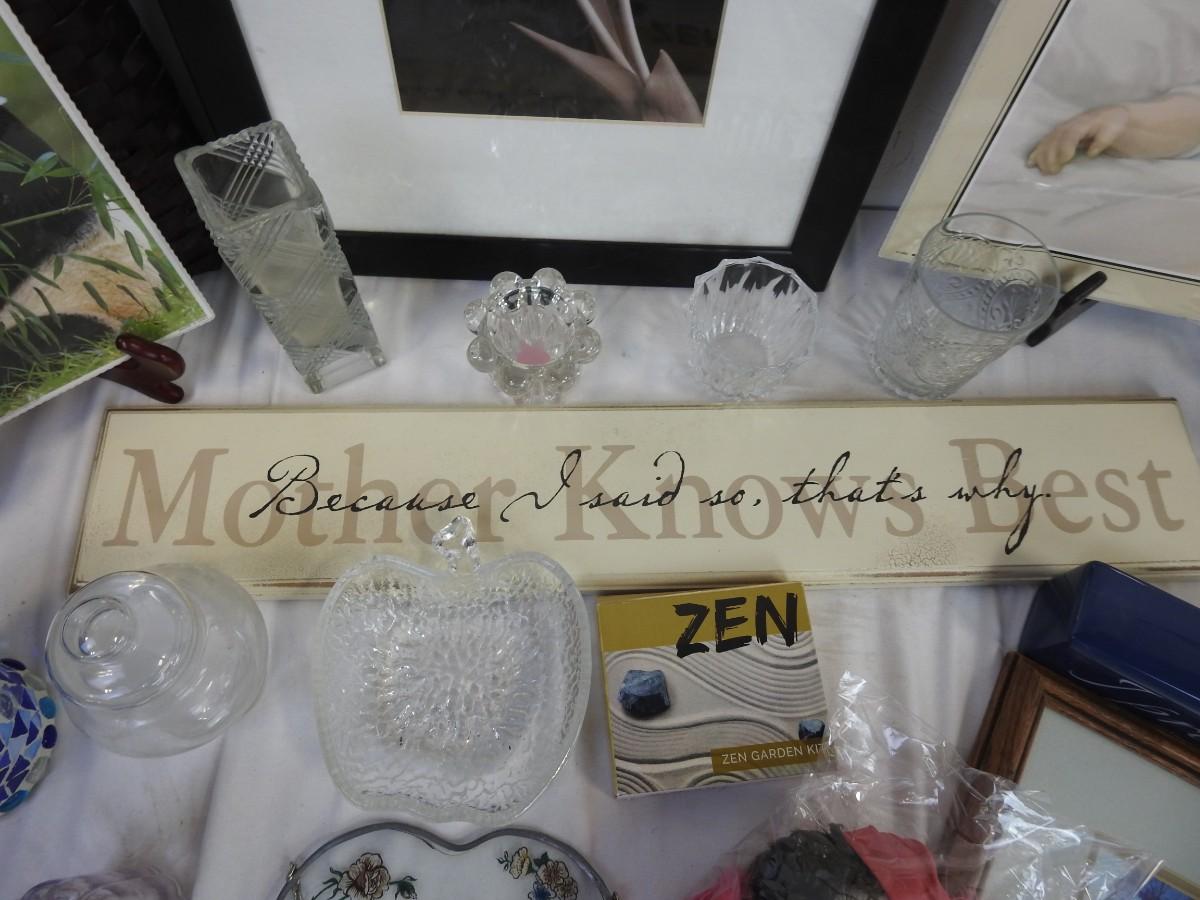 Mother Knows Best
Because I said so, that's why.
ZEN
ZEN GARDEN KIT